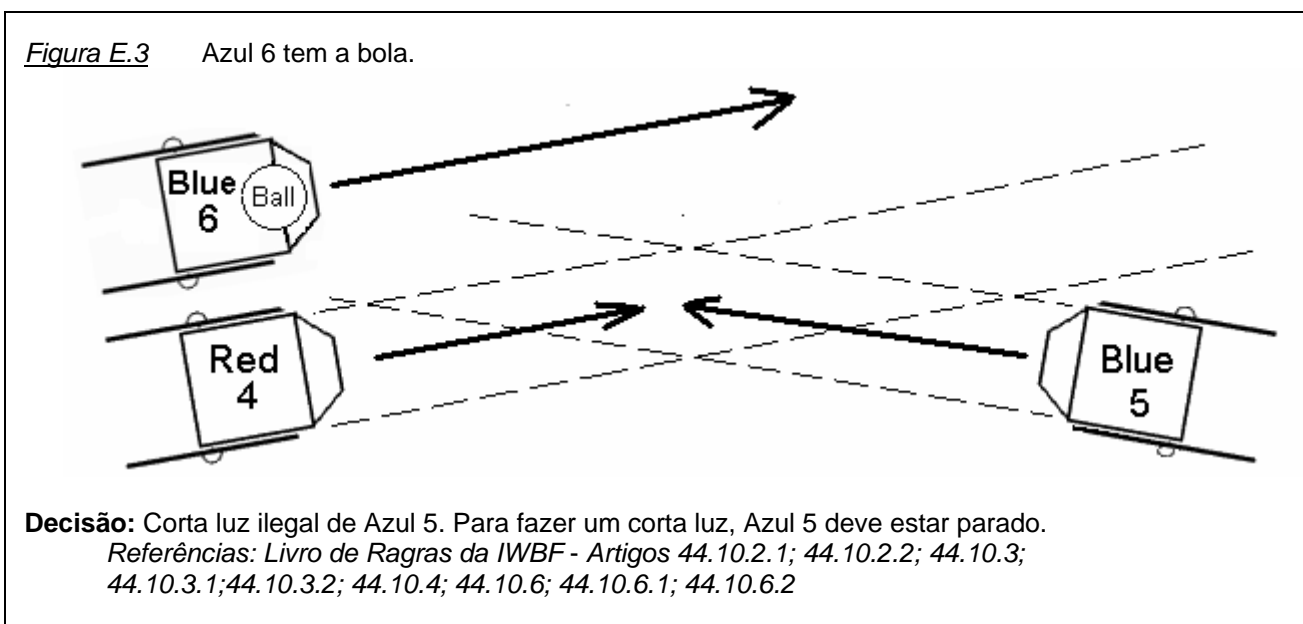 Figura E.3 Azul 6 tem a bola.
Blue
6
Ball
Red
4
Blue
5
Decisão: Corta luz ilegal de Azul 5. Para fazer um corta luz, Azul 5 deve estar parado.
Referências: Livro de Ragras da IWBF - Artigos 44.10.2.1; 44.10.2.2; 44.10.3;
44.10.3.1;44.10.3.2; 44.10.4; 44.10.6; 44.10.6.1; 44.10.6.2